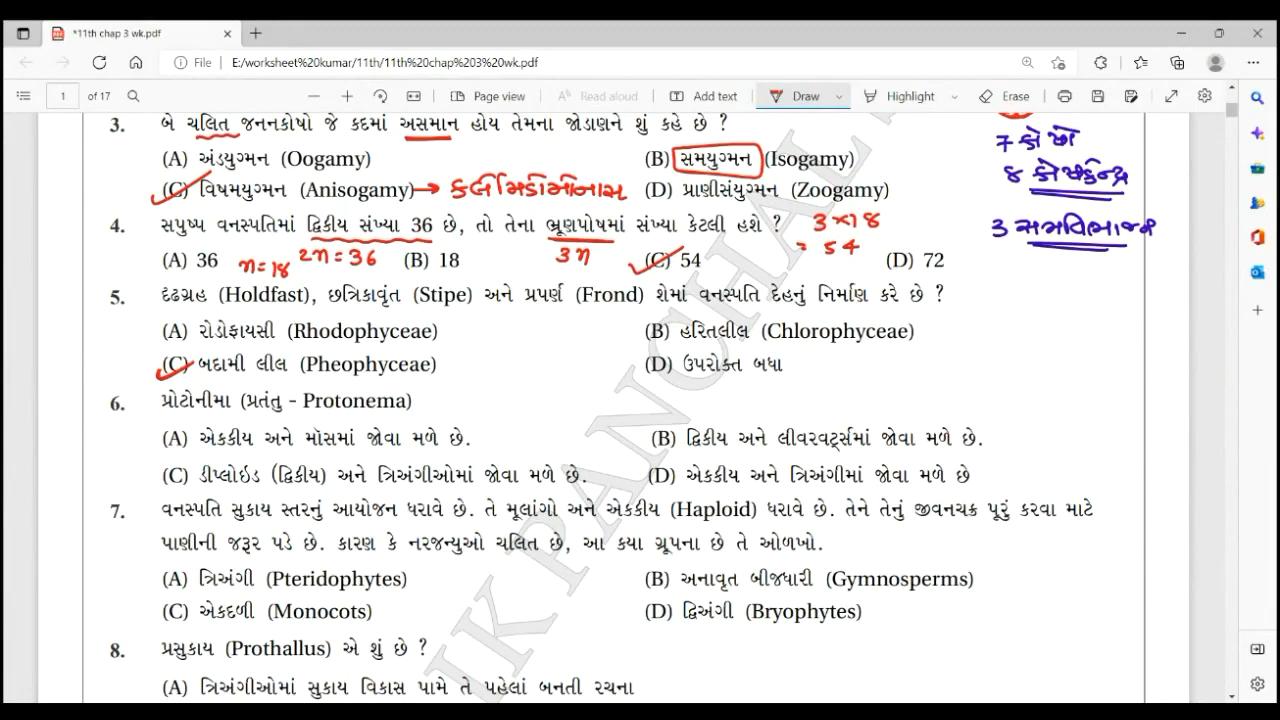 *11th chap 3 wk.pdf
File E:/worksheet%20kumar/11th/11th%20chap%203%20wk.pdf
1 of 17 Page view Read aloud Add text Draw Highlight Erase
3. બે ચલિત જનનકોષો જે કદમાં અસમાન હોય તેમના જોડાણને શું કહે છે ?
(A) અંડયુગ્મન (Oogamy) (B) સમયુગ્મન (Isogamy)
(C) વિષમયુગ્મન (Anisogamy) → ક્લેમિડોમોનાસ (D) પ્રાણીસંયુગ્મન (Zoogamy)
7 કોષો
8 કોષકેન્દ્ર
3 સમવિભાજન
4. સપુષ્પ વનસ્પતિમાં દ્વિકીય સંખ્યા 36 છે, તો તેના ભ્રૂણપોષમાં સંખ્યા કેટલી હશે ? 3×18
= 54
(A) 36 n=18 2n=36 (B) 18 3n (C) 54 (D) 72
5. દંઢગ્રહ (Holdfast), છત્રિકાવૃંત (Stipe) અને પ્રપર્ણ (Frond) શેમાં વનસ્પતિ દેહનું નિર્માણ કરે છે ?
(A) રોડોફાયસી (Rhodophyceae) (B) હરિતલીલ (Chlorophyceae)
(C) બદામી લીલ (Pheophyceae) (D) ઉપરોક્ત બધા
6. પ્રોટોનીમા (પ્રતંતુ - Protonema)
(A) એકકીય અને મૉસમાં જોવા મળે છે. (B) દ્વિકીય અને લીવરવર્ટ્સમાં જોવા મળે છે.
(C) ડીપ્લોઇડ (દ્વિકીય) અને ત્રિઅંગીઓમાં જોવા મળે છે. (D) એકકીય અને ત્રિઅંગીમાં જોવા મળે છે
7. વનસ્પતિ સુકાય સ્તરનું આયોજન ધરાવે છે. તે મૂલાંગો અને એકકીય (Haploid) ધરાવે છે. તેને તેનું જીવનચક્ર પૂરું કરવા માટે
પાણીની જરૂર પડે છે. કારણ કે નરજન્યુઓ ચલિત છે, આ કયા ગ્રૂપના છે તે ઓળખો.
(A) ત્રિઅંગી (Pteridophytes) (B) અનાવૃત બીજધારી (Gymnosperms)
(C) એકદળી (Monocots) (D) દ્વિઅંગી (Bryophytes)
8. પ્રસુકાય (Prothallus) એ શું છે ?
(A) ત્રિઅંગીઓમાં સુકાય વિકાસ પામે તે પહેલાં બનતી રચના